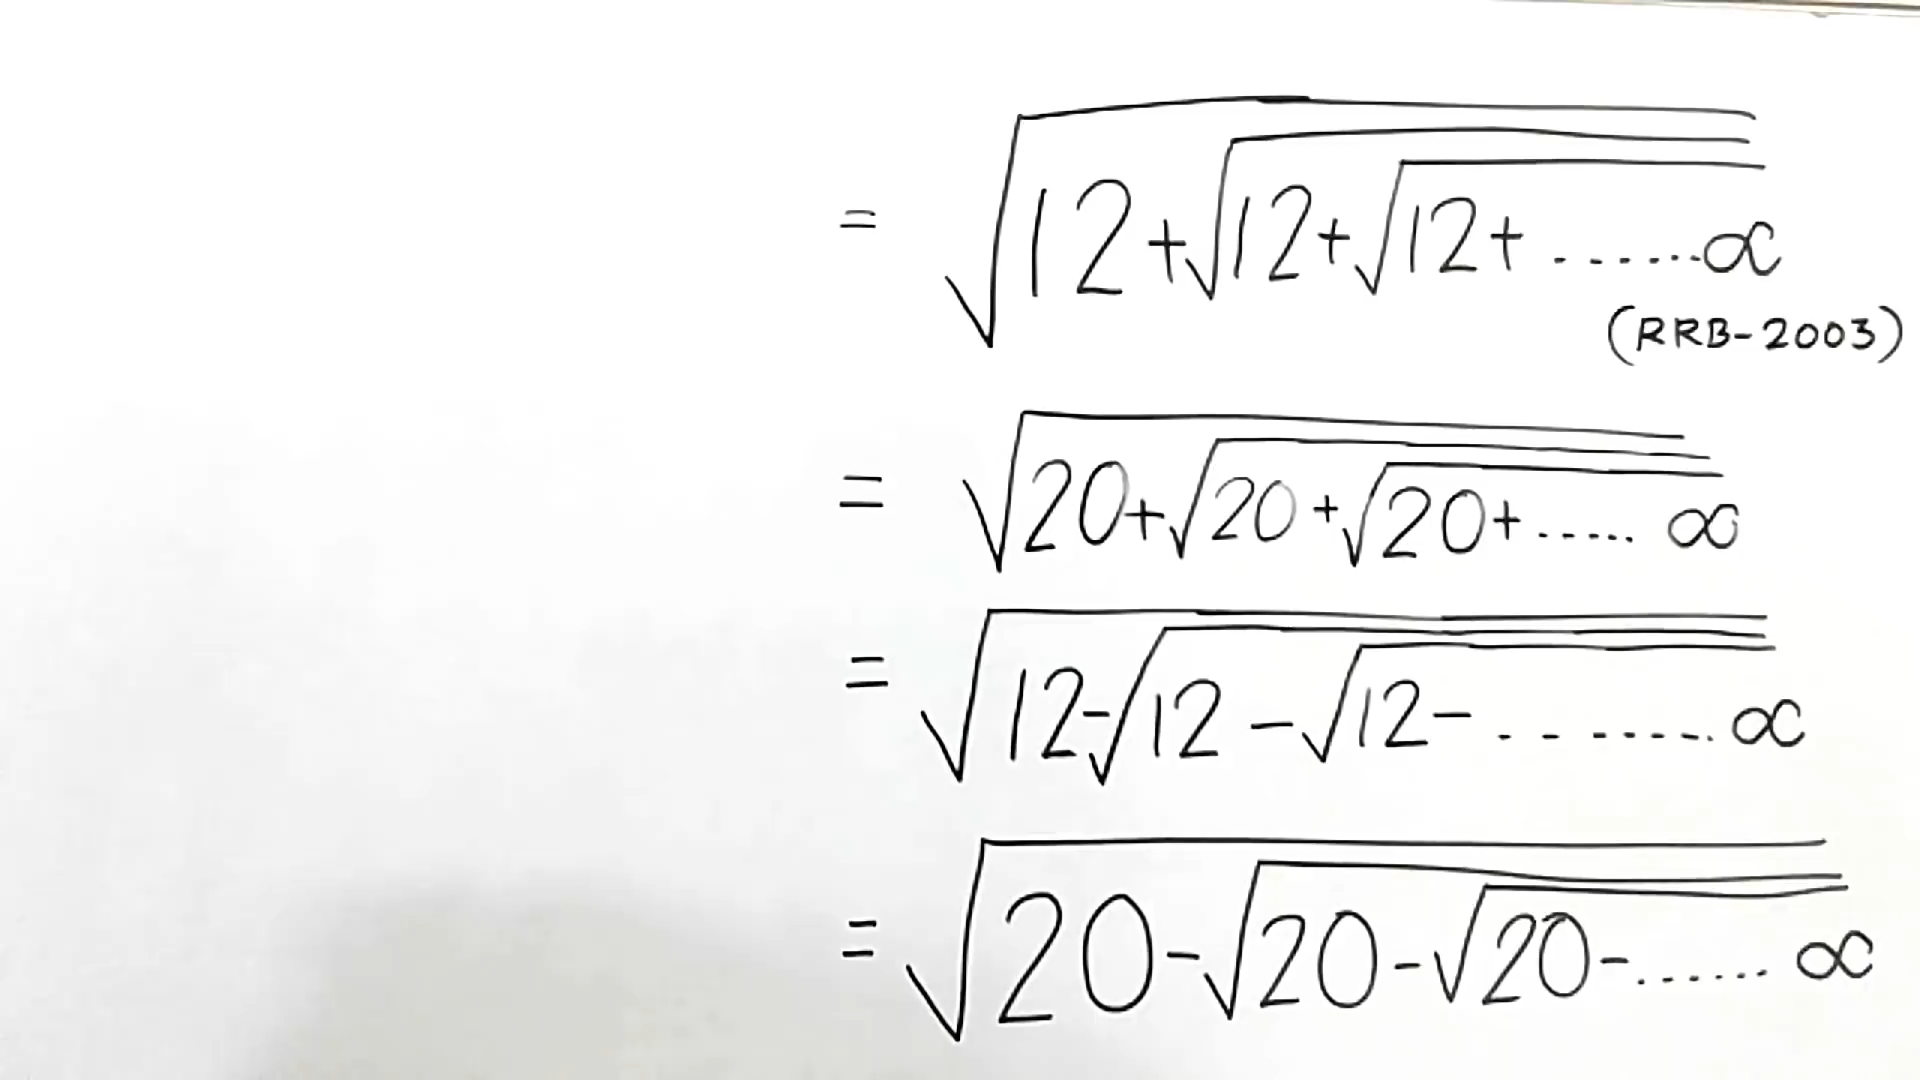 = √12+√12+√12+ ......∝
(RRB-2003)
= √20+√20+√20+ ..... ∞
= √12-√12-√12- ........ ∝
= √20-√20-√20- ...... ∝